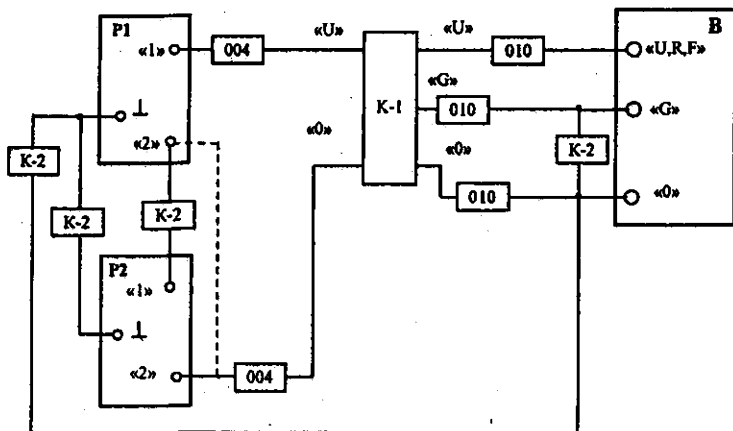 P1
«1»
004
«U»
«U»
010
B
«U,R,F»
⊥
«2»
«0»
K-1
«G»
010
«G»
K-2
K-2
«0»
K-2
K-2
010
«0»
P2
«1»
⊥
«2»
004